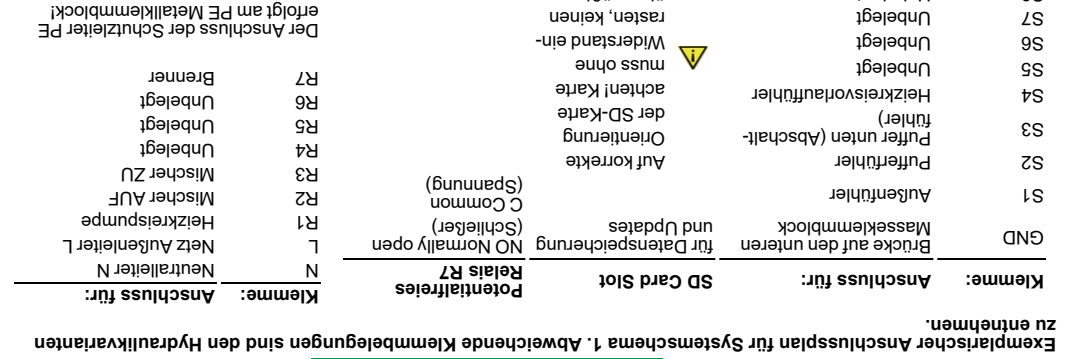 Exemplarischer Anschlussplan für Systemschema 1. Abweichende Klemmbelegungen sind den Hydraulikvarianten
zu entnehmen.
Klemme: Anschluss für:
GND Brücke auf den unteren
Masseklemmblock
S1 Außenfühler
S2 Pufferfühler
S3 Puffer unten (Abschalt-
fühler)
S4 Heizkreisvorlauffühler
S5 Unbelegt
S6 Unbelegt
S7 Unbelegt
SD Card Slot
für Datenspeicherung
und Updates
Auf korrekte
Orientierung
der SD-Karte
achten! Karte
muss ohne
Widerstand ein-
rasten, keinen
Potentialfreies
Relais R7
NO Normally open
(Schließer)
C Common
(Spannung)
Klemme: Anschluss für:
N Neutralleiter N
L Netz Außenleiter L
R1 Heizkreispumpe
R2 Mischer AUF
R3 Mischer ZU
R4 Unbelegt
R5 Unbelegt
R6 Unbelegt
R7 Brenner
Der Anschluss der Schutzleiter PE
erfolgt am PE Metallklemmblock!